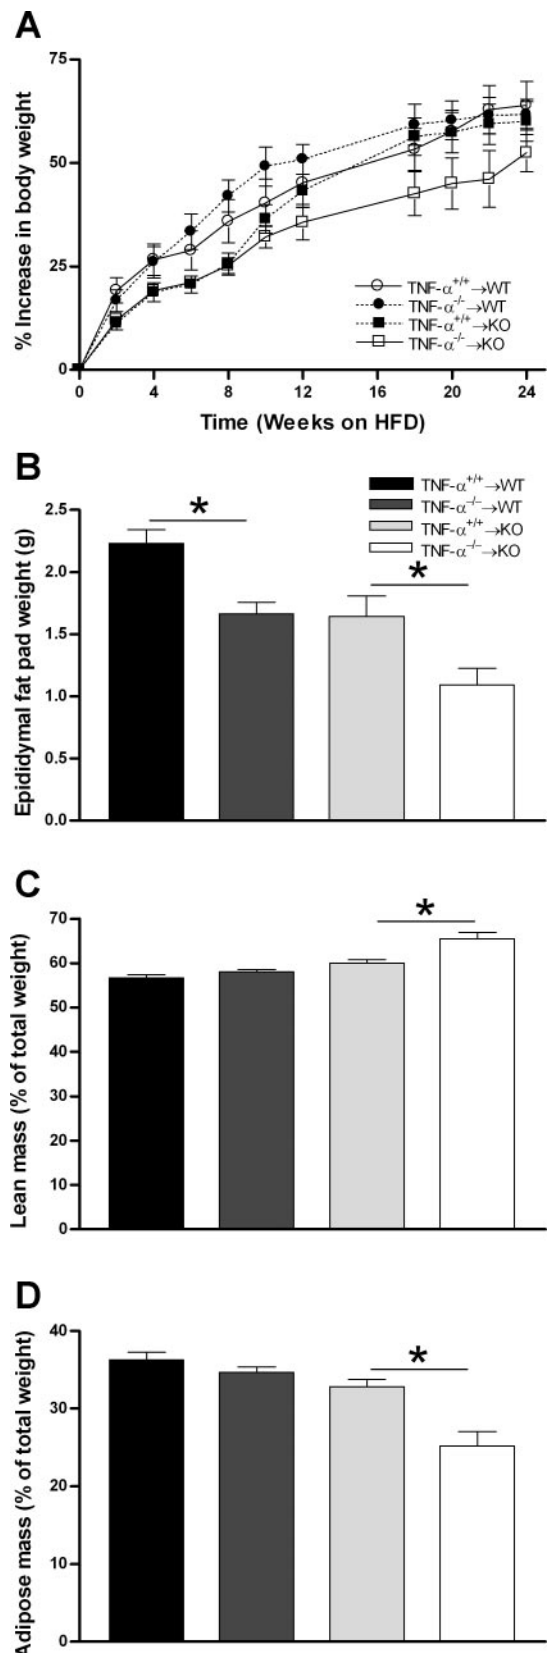 A
75
50
25
0
% Increase in body weight
TNF-α+/+→WT
TNF-α-/-→WT
TNF-α+/+→KO
TNF-α-/-→KO
0 4 8 12 16 20 24
Time (Weeks on HFD)
B
TNF-α+/+→WT
TNF-α-/-→WT
TNF-α+/+→KO
TNF-α-/-→KO
2.5
2.0
1.5
1.0
0.5
0.0
Epididymal fat pad weight (g)
*
*
C
70
60
50
40
30
20
10
0
Lean mass (% of total weight)
*
D
40
30
20
10
0
Adipose mass (% of total weight)
*